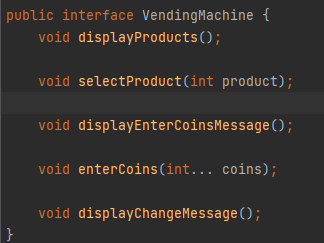 public interface VendingMachine {
    void displayProducts();
    void selectProduct(int product);
    void displayEnterCoinsMessage();
    void enterCoins(int... coins);
    void displayChangeMessage();
}